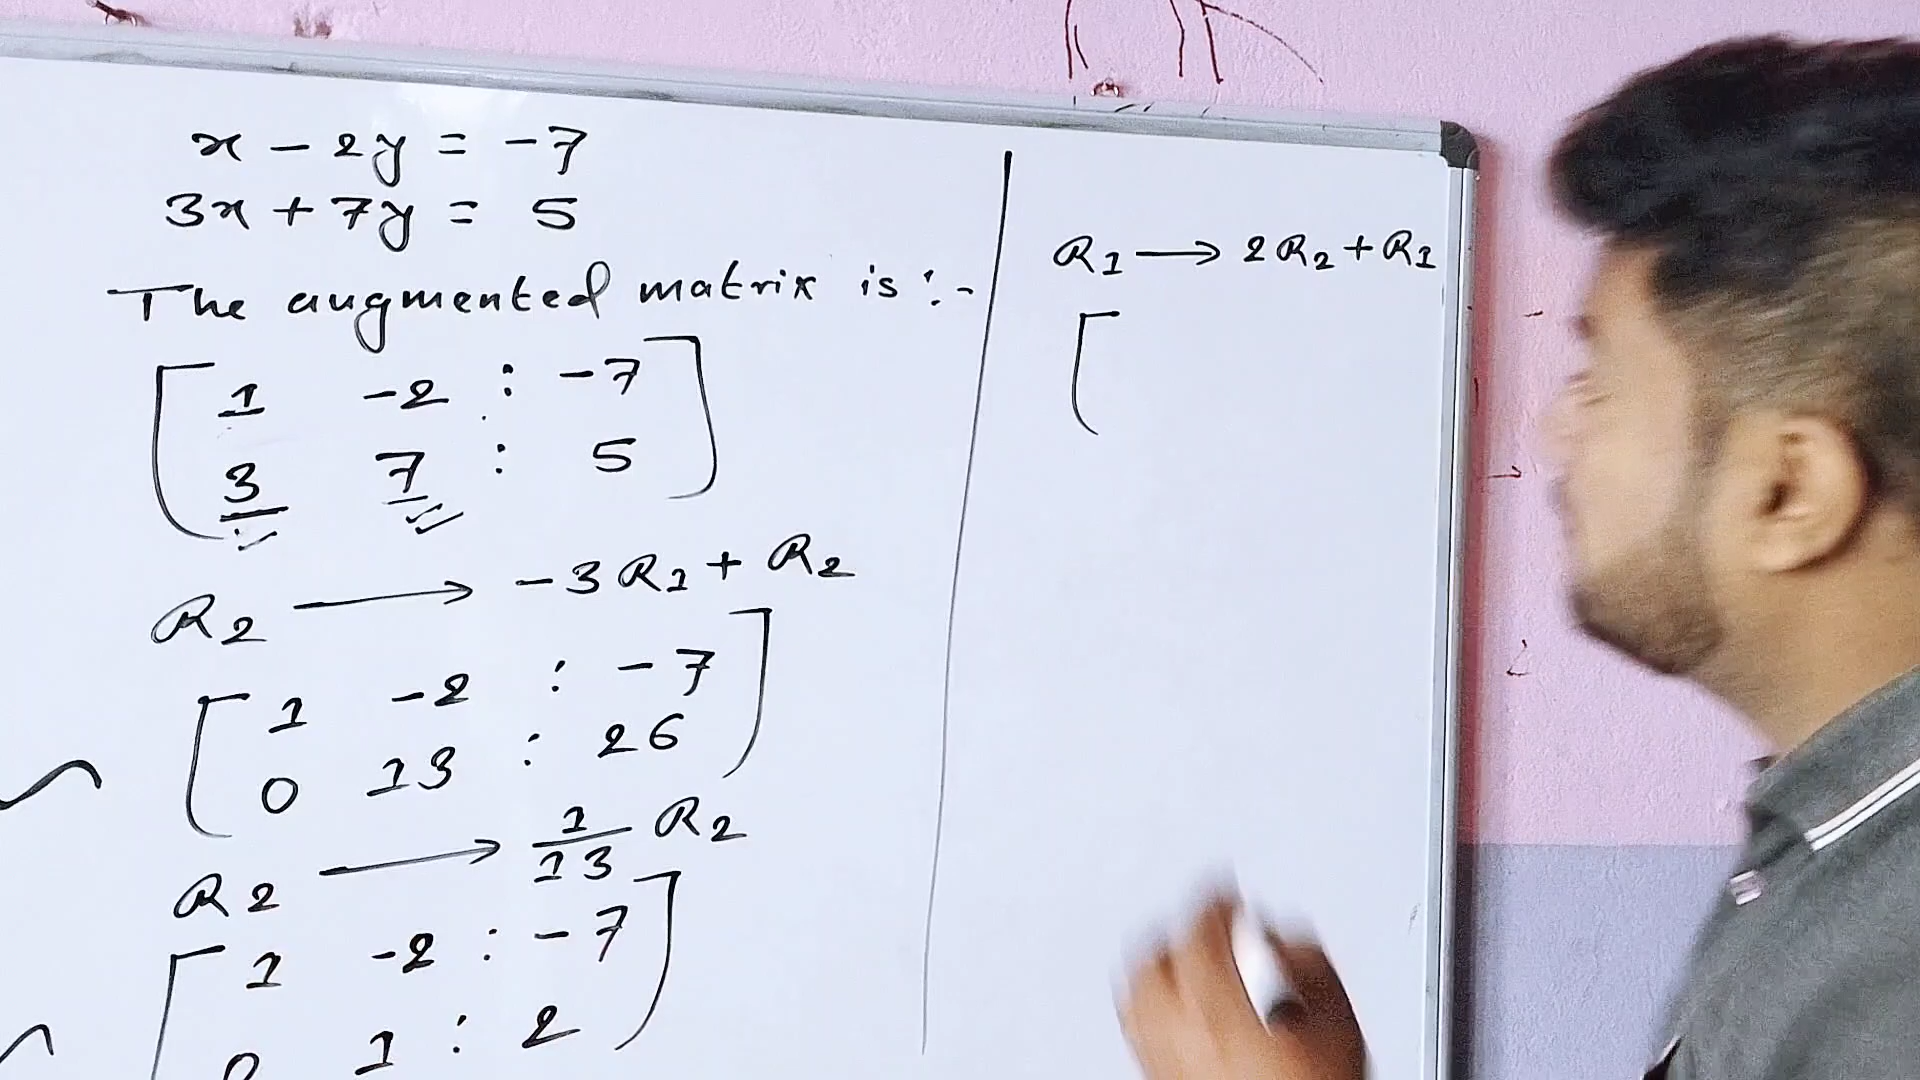 x - 2y = -7
3x + 7y = 5
The augmented matrix is :-
1 -2 : -7
3 7 : 5
R2 → -3R1 + R2
1 -2 : -7
0 13 : 26
R2 → 1/13 R2
1 -2 : -7
0 1 : 2
R1 → 2R2 + R1
[